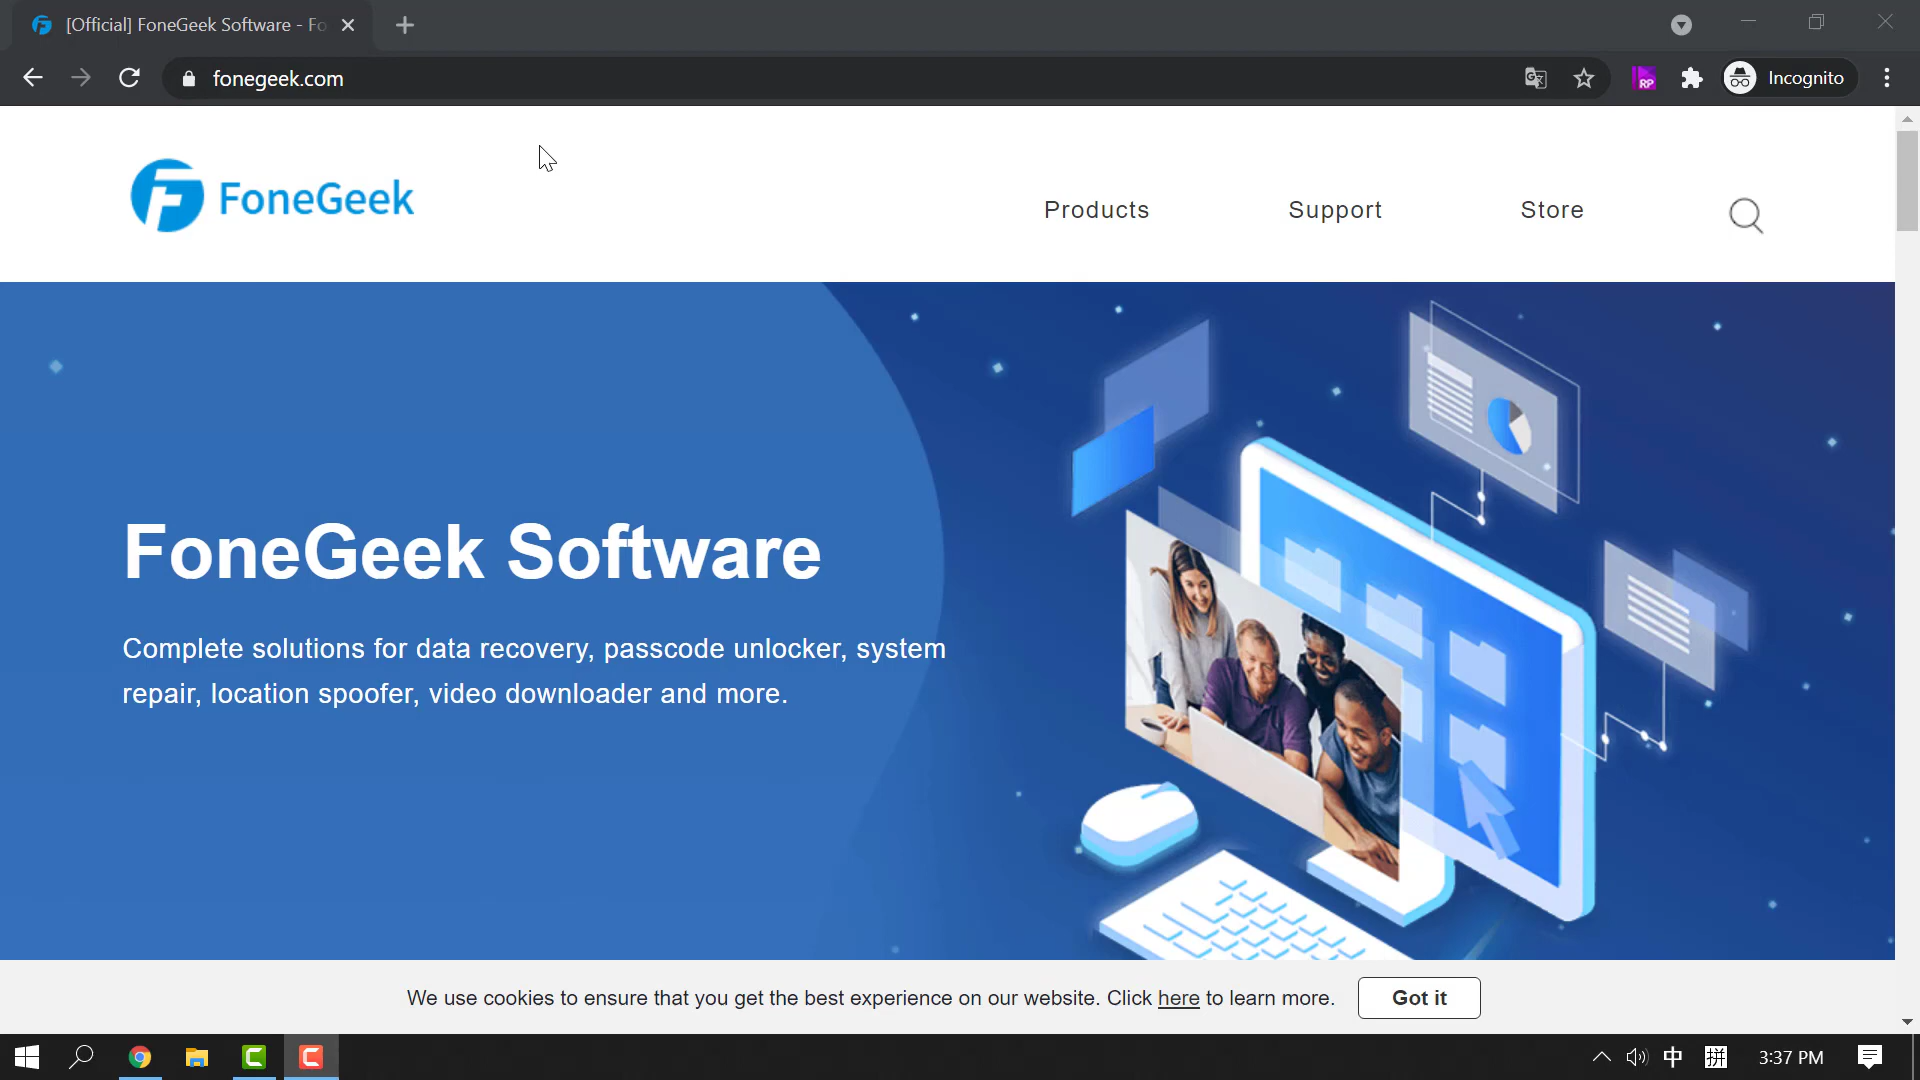 [Official] FoneGeek Software - Fo
fonegeek.com
RP
Incognito
FoneGeek
Products
Support
Store
FoneGeek Software
Complete solutions for data recovery, passcode unlocker, system
repair, location spoofer, video downloader and more.
We use cookies to ensure that you get the best experience on our website. Click here to learn more.
Got it
中
拼
3:37 PM